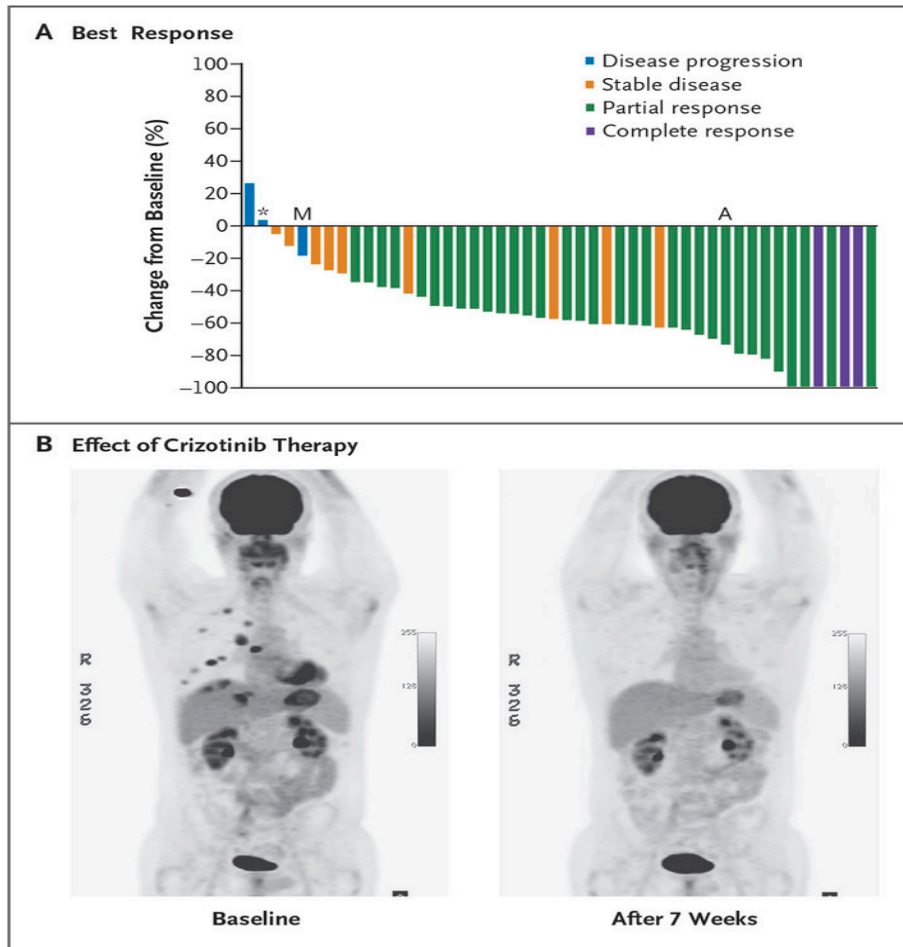 A Best Response
Change from Baseline (%)
100
80
60
40
20
0
−20
−40
−60
−80
−100
Disease progression
Stable disease
Partial response
Complete response
*
M
A
B Effect of Crizotinib Therapy
R
326
255
126
0
R
326
255
126
0
Baseline
After 7 Weeks